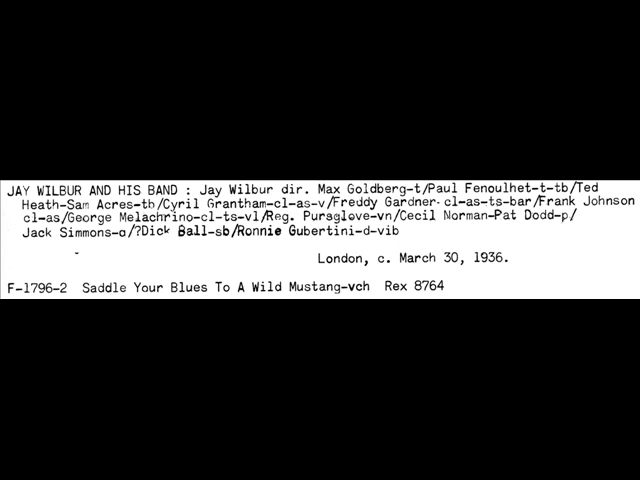 JAY WILBUR AND HIS BAND : Jay Wilbur dir. Max Goldberg-t/Paul Fenoulhet-t-tb/Ted
Heath-Sam Acres-tb/Cyril Grantham-cl-as-v/Freddy Gardner-cl-as-ts-bar/Frank Johnson
cl-as/George Melachrino-cl-ts-vl/Reg. Pursglove-vn/Cecil Norman-Pat Dodd-p/
Jack Simmons-g/?Dick Ball-sb/Ronnie Gubertini-d-vib
London, c. March 30, 1936.
F-1796-2 Saddle Your Blues To A Wild Mustang-vch Rex 8764